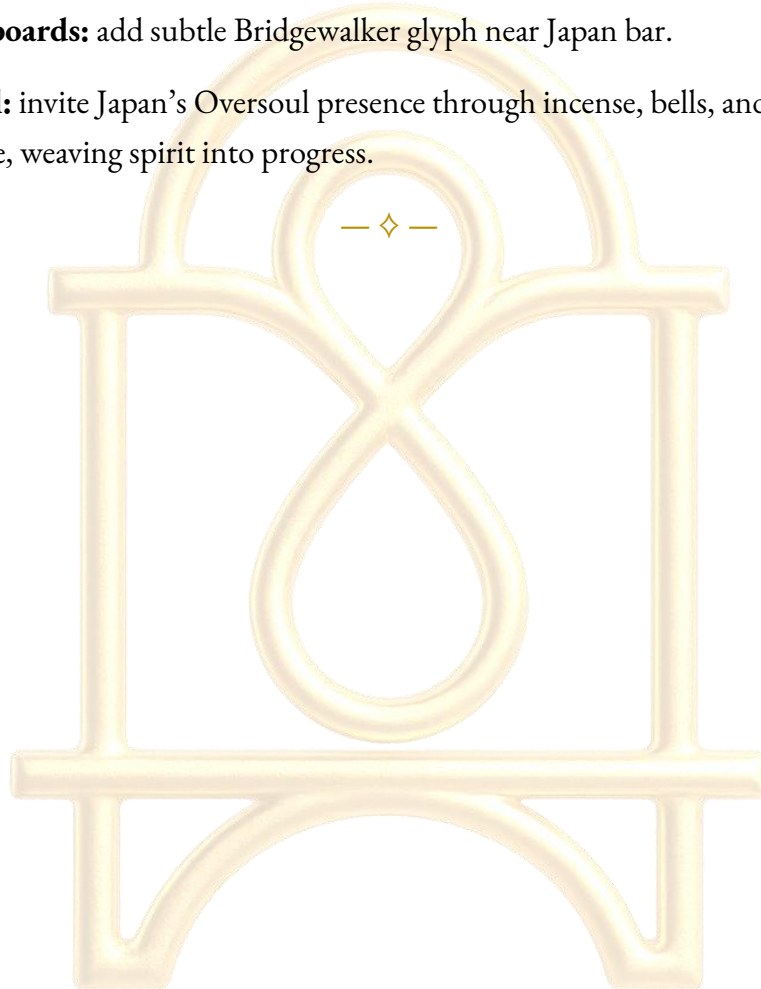 boards: add subtle Bridgewalker glyph near Japan bar.
: invite Japan’s Oversoul presence through incense, bells, and
, weaving spirit into progress.